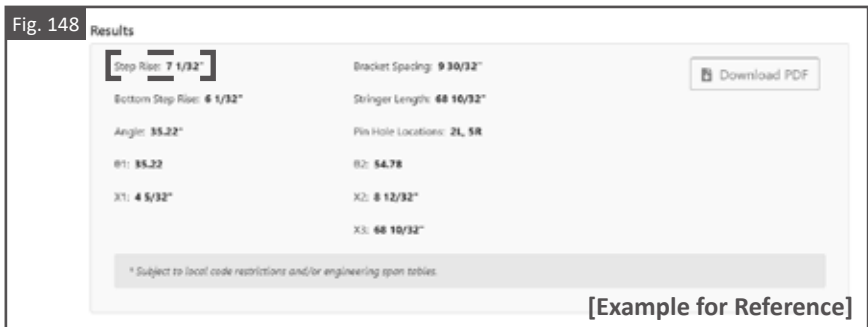 Fig. 148
Results
Step Rise: 7 1/32"
Bracket Spacing: 9 30/32"
Download PDF
Bottom Step Rise: 6 1/32"
Stringer Length: 68 10/32"
Angle: 35.22°
Pin Hole Locations: 2L, 5R
θ1: 35.22
θ2: 54.78
X1: 4 5/32"
X2: 8 12/32"
X3: 68 10/32"
* Subject to local code restrictions and/or engineering span tables.
[Example for Reference]